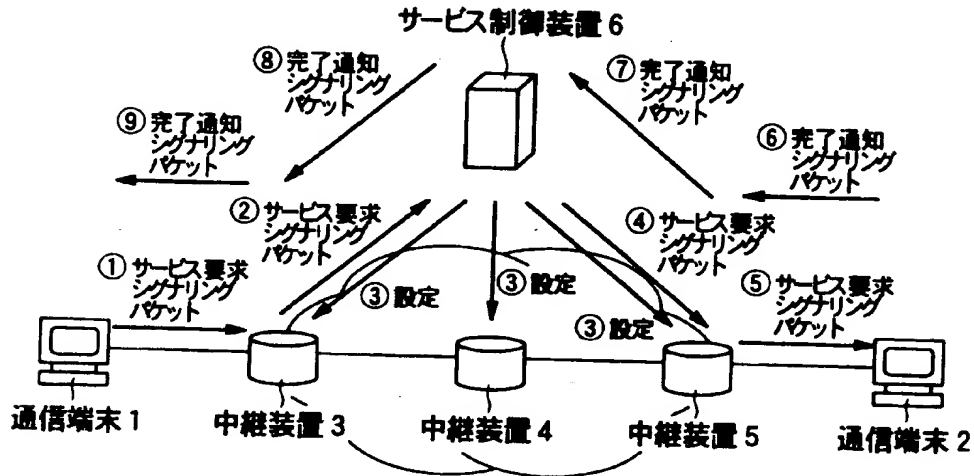 サービス制御装置6
⑧ 完了通知
シグナリング
パケット
⑦ 完了通知
シグナリング
パケット
⑨ 完了通知
シグナリング
パケット
⑥ 完了通知
シグナリング
パケット
② サービス要求
シグナリング
パケット
④ サービス要求
シグナリング
パケット
① サービス要求
シグナリング
パケット
③ 設定
③ 設定
③ 設定
⑤ サービス要求
シグナリング
パケット
通信端末1
中継装置3
中継装置4
中継装置5
通信端末2